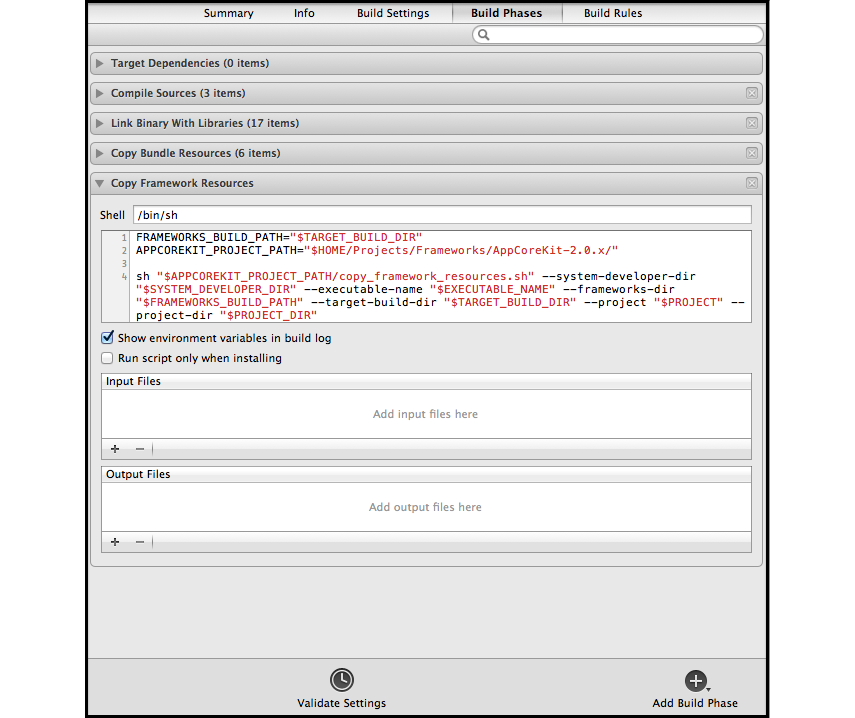 Summary Info Build Settings Build Phases Build Rules
Target Dependencies (0 items)
Compile Sources (3 items)
Link Binary With Libraries (17 items)
Copy Bundle Resources (6 items)
Copy Framework Resources
Shell /bin/sh
1 FRAMEWORKS_BUILD_PATH="$TARGET_BUILD_DIR"
2 APPCOREKIT_PROJECT_PATH="$HOME/Projects/Frameworks/AppCoreKit-2.0.x/"
3
4 sh "$APPCOREKIT_PROJECT_PATH/copy_framework_resources.sh" --system-developer-dir
"$SYSTEM_DEVELOPER_DIR" --executable-name "$EXECUTABLE_NAME" --frameworks-dir
"$FRAMEWORKS_BUILD_PATH" --target-build-dir "$TARGET_BUILD_DIR" --project "$PROJECT" --
project-dir "$PROJECT_DIR"
Show environment variables in build log
Run script only when installing
Input Files
Add input files here
Output Files
Add output files here
Validate Settings Add Build Phase